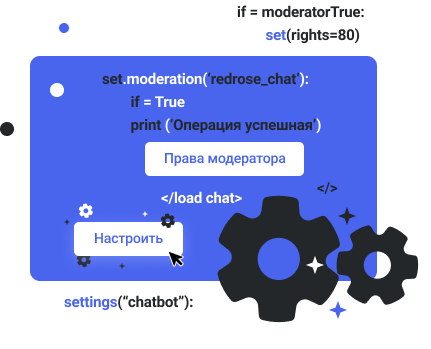 if = moderatorTrue:
set(rights=80)
set.moderation(‘redrose_chat’):
if = True
print (‘Операция успешная’)
Права модератора
</load chat>
</>
Настроить
settings(“chatbot”):